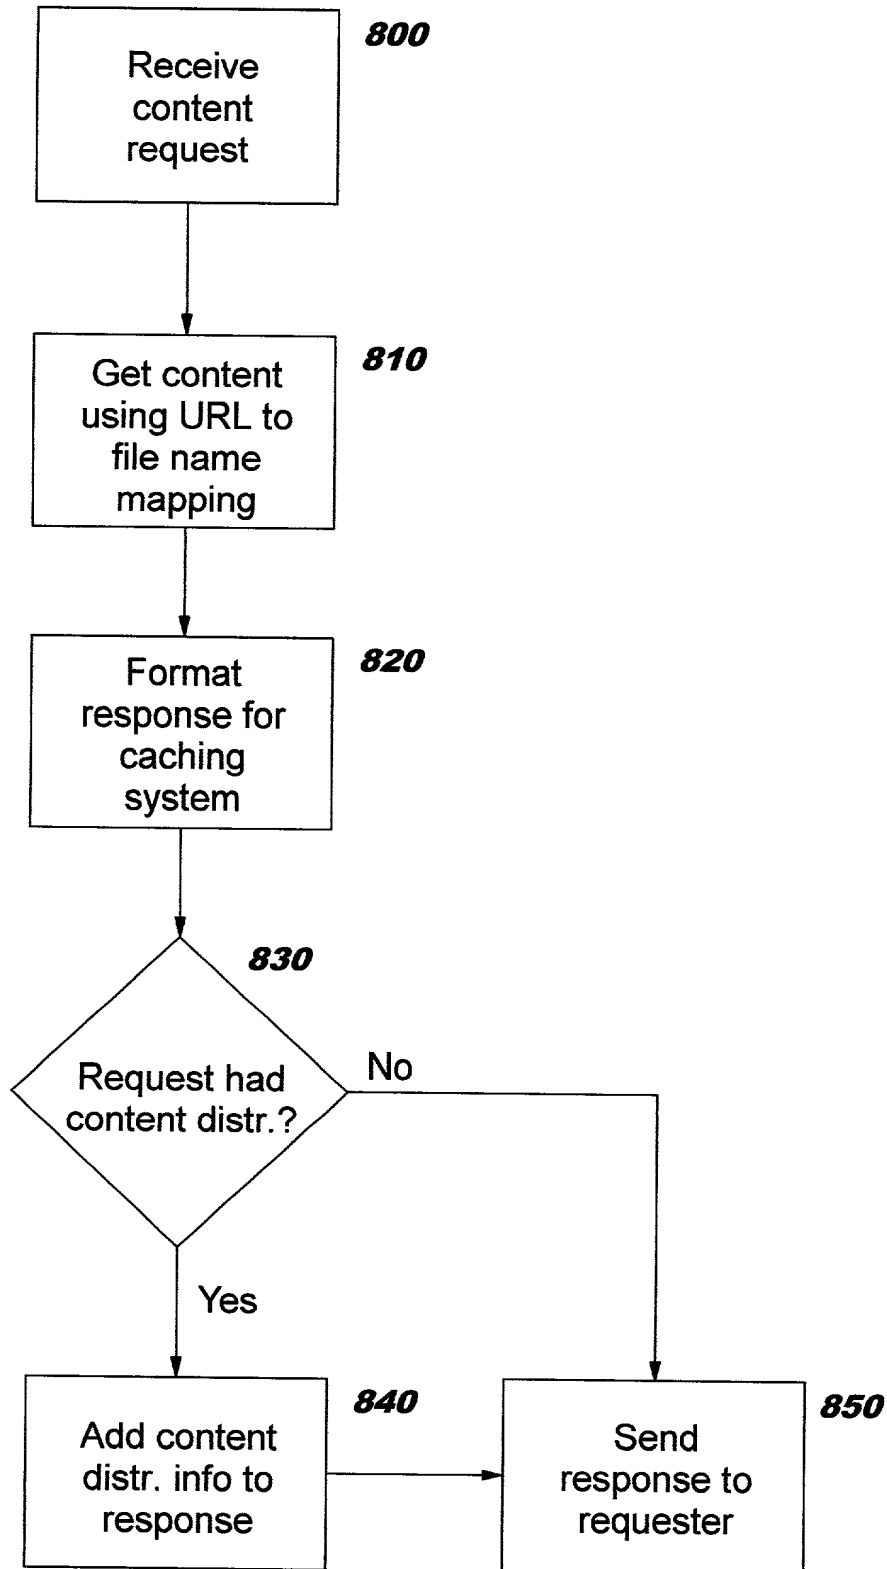 800
Receive
content
request
810
Get content
using URL to
file name
mapping
820
Format
response for
caching
system
830
Request had
content distr.?
No
Yes
840
Add content
distr. info to
response
850
Send
response to
requester